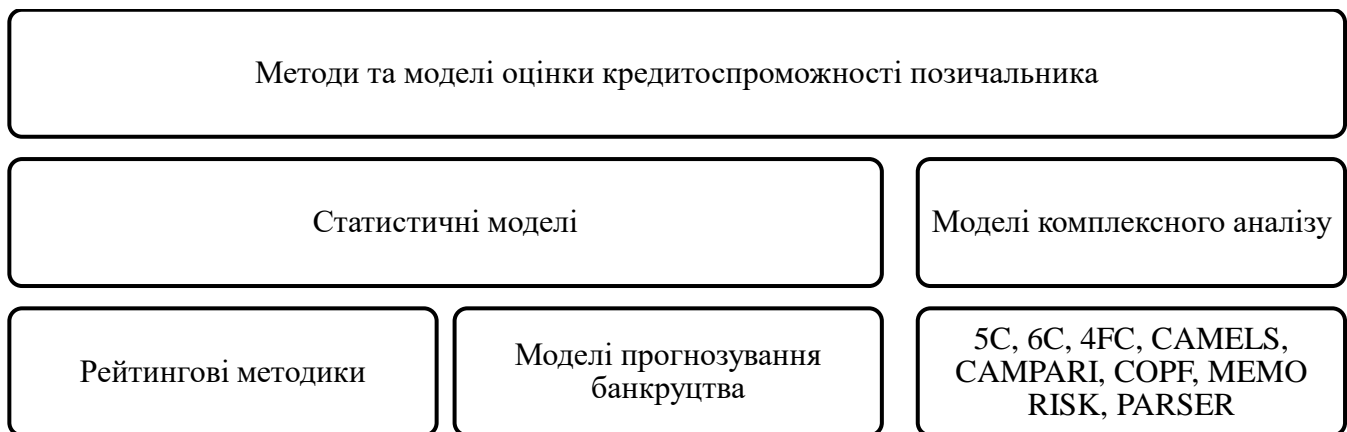 Методи та моделі оцінки кредитоспроможності позичальника
Статистичні моделі
Моделі комплексного аналізу
Рейтингові методики
Моделі прогнозування
банкруцтва
5C, 6C, 4FC, CAMELS,
CAMPARI, COPF, MEMO
RISK, PARSER